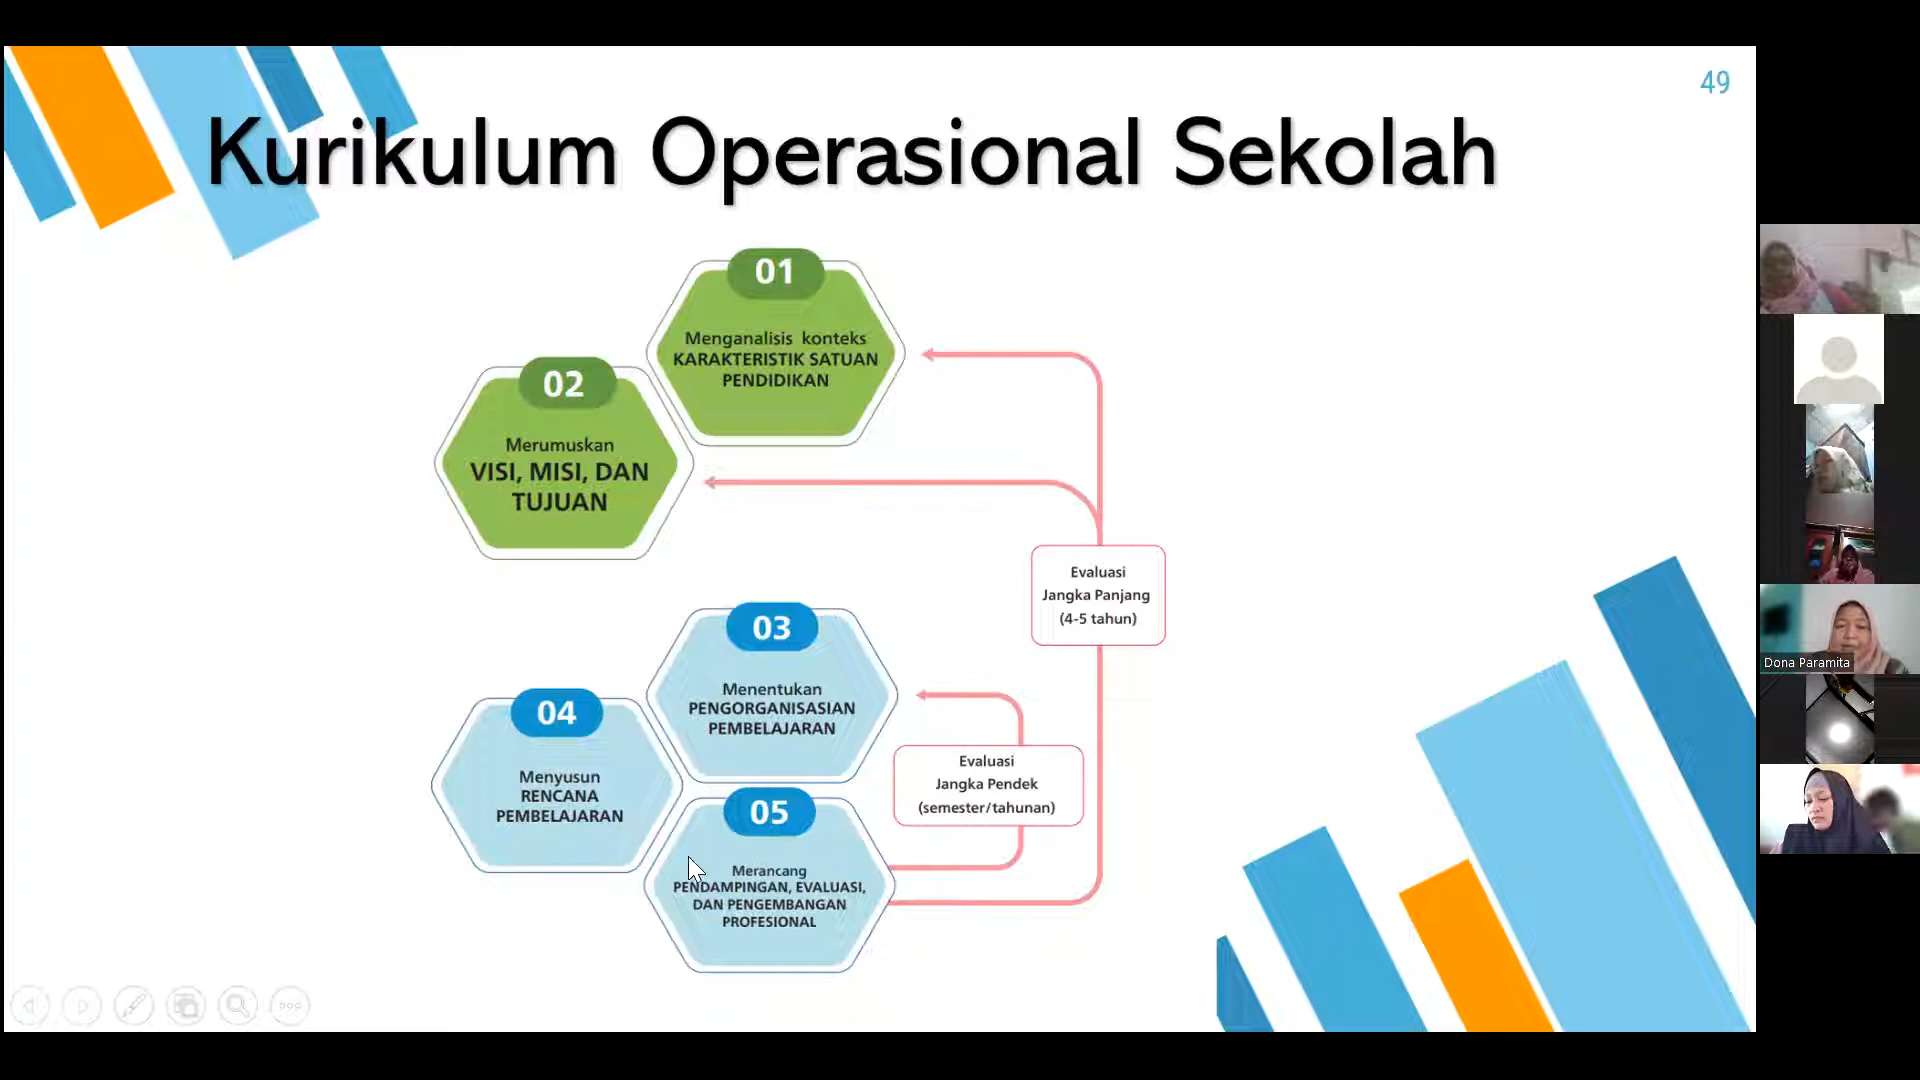 49
Kurikulum Operasional Sekolah
01
Menganalisis konteks
KARAKTERISTIK SATUAN
PENDIDIKAN
02
Merumuskan
VISI, MISI, DAN
TUJUAN
Evaluasi
Jangka Panjang
(4-5 tahun)
03
Menentukan
PENGORGANISASIAN
PEMBELAJARAN
04
Menyusun
RENCANA
PEMBELAJARAN
Evaluasi
Jangka Pendek
(semester/tahunan)
05
Merancang
PENDAMPINGAN, EVALUASI,
DAN PENGEMBANGAN
PROFESIONAL
Dona Paramita